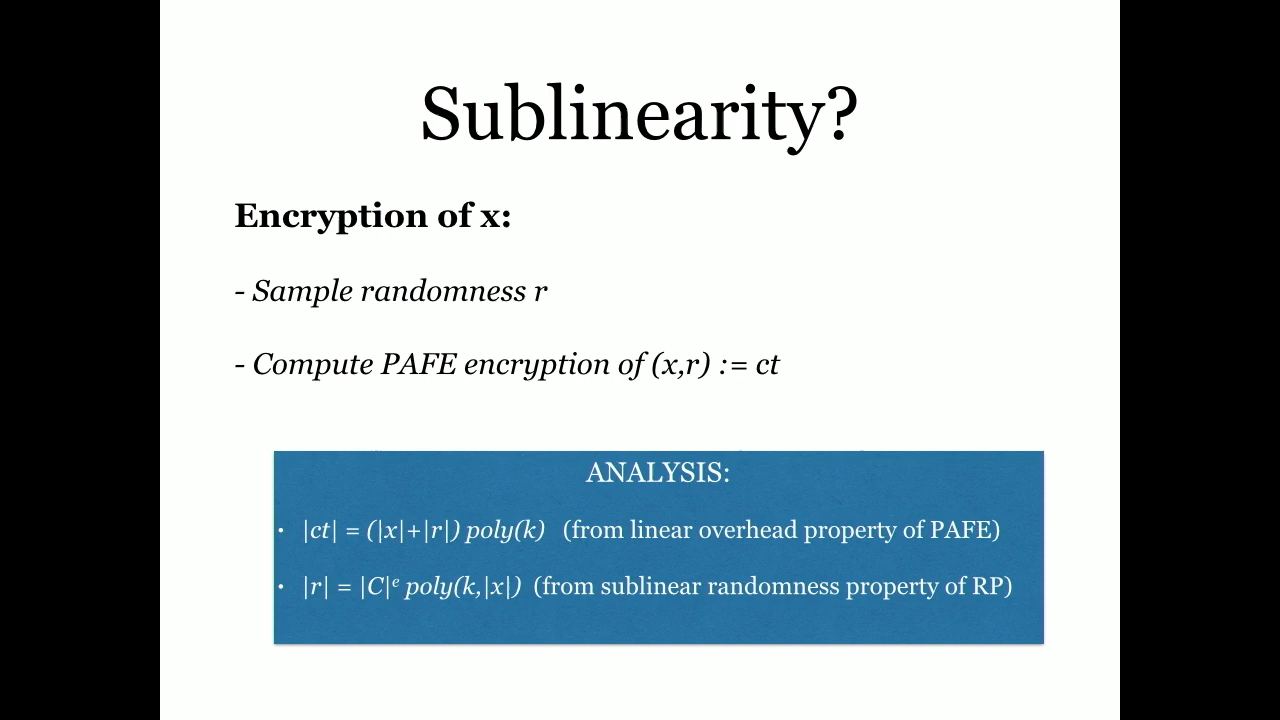 Sublinearity?
Encryption of x:
- Sample randomness r
- Compute PAFE encryption of (x,r) := ct
ANALYSIS:
• |ct| = (|x|+|r|) poly(k) (from linear overhead property of PAFE)
• |r| = |C|ᵉ poly(k,|x|) (from sublinear randomness property of RP)